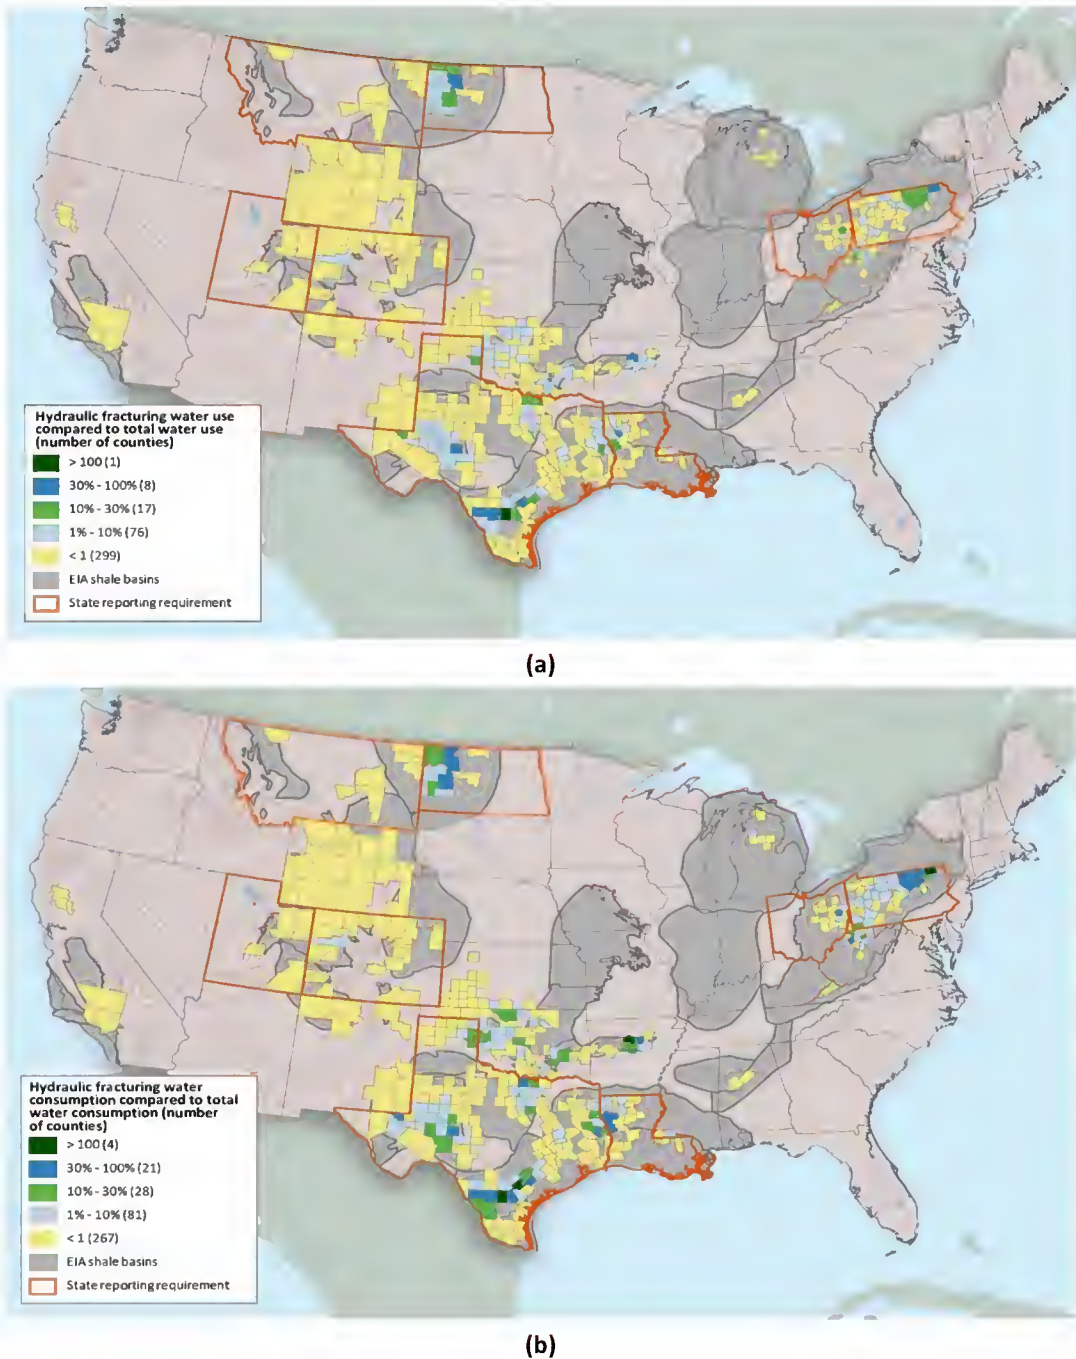 Hydraulic fracturing water use
compared to total water use
(number of counties)
> 100 (1)
30% - 100% (8)
10% - 30% (17)
1% - 10% (76)
< 1 (299)
EIA shale basins
State reporting requirement
(a)
Hydraulic fracturing water
consumption compared to total
water consumption (number
of counties)
> 100 (4)
30% - 100% (21)
10% - 30% (28)
1% - 10% (81)
< 1 (267)
EIA shale basins
State reporting requirement
(b)